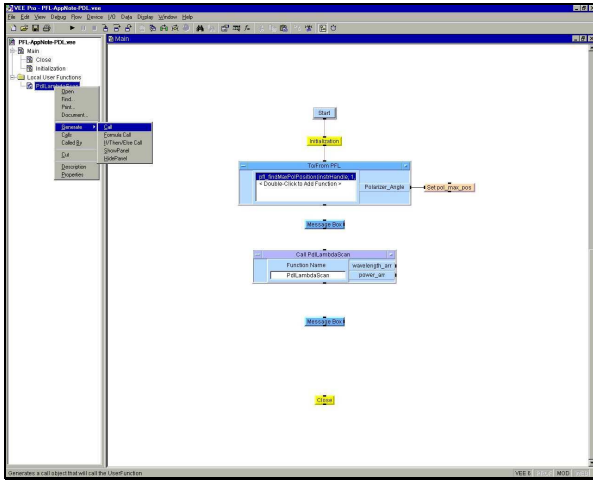 VEE Pro - PFL-AppNote-PDL.vee
File Edit View Debug Flow Device I/O Data Display Window Help
PFL-AppNote-PDL.vee
Main
Close
Initialization
Local User Functions
PdlLambdaScan
Open
Find...
Print...
Document...
Generate
Calls
Called By
Cut
Description
Properties
Call
Formula Call
If/Then/Else Call
ShowPanel
HidePanel
Main
Start
Initialization
To/From PFL
pfl_findMaxPolPosition(instrHandle, 1,
< Double-Click to Add Function >
Polarizer_Angle
Set pol_max_pos
Message Box
Call PdlLambdaScan
Function Name
PdlLambdaScan
wavelength_arr
power_arr
Message Box
Close
Generates a call object that will call the UserFunction
VEE 6
MOD